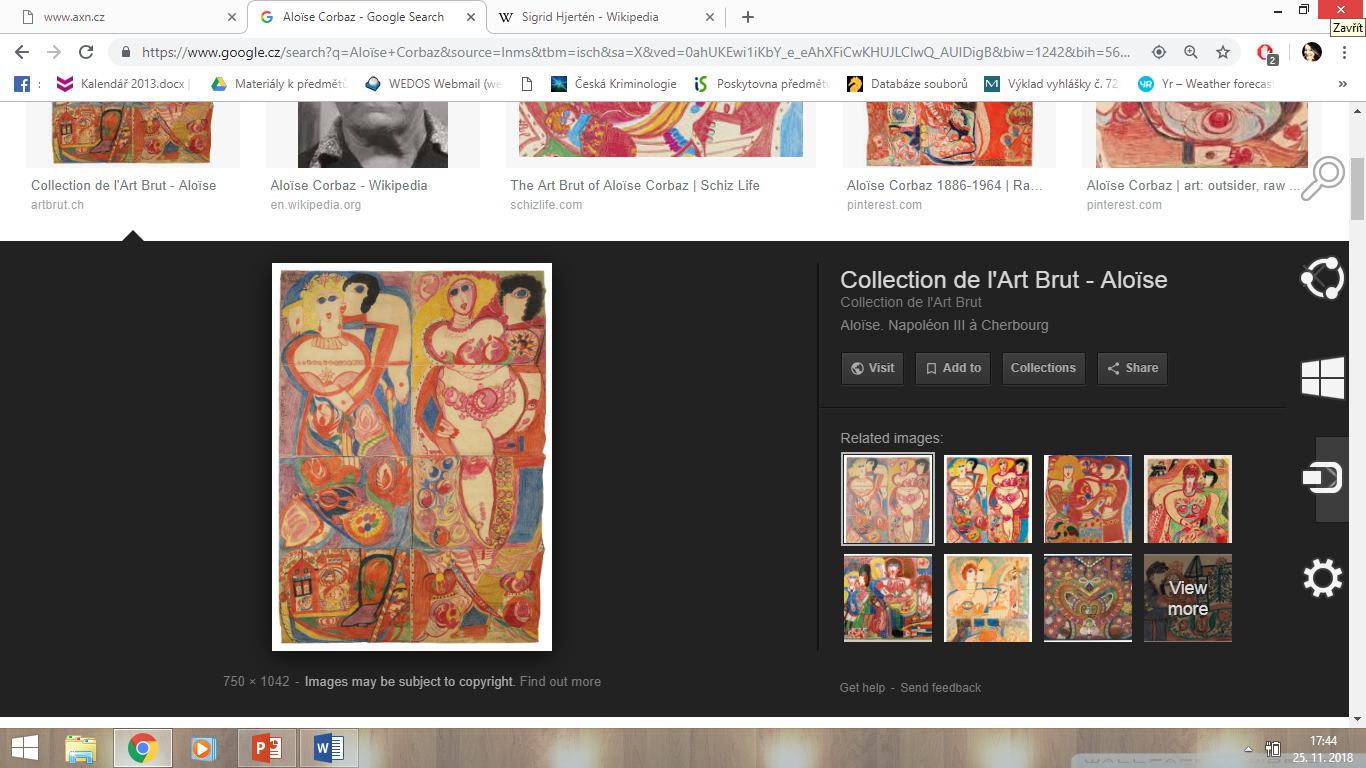 www.axn.cz
Aloïse Corbaz - Google Search
Sigrid Hjertén - Wikipedia
Zavřít
https://www.google.cz/search?q=Aloïse+Corbaz&source=lnms&tbm=isch&sa=X&ved=0ahUKEwi1iKbY_e_eAhXFiCwKHUJLCIwQ_AUIDigB&biw=1242&bih=56...
2
Kalendář 2013.docx
Materiály k předmětů
WEDOS Webmail (we
Česká Kriminologie
Poskytovna předmětu
Databáze souborů
Výklad vyhlášky č. 72
Yr – Weather forecast
Collection de l'Art Brut - Aloïse
artbrut.ch
Aloïse Corbaz - Wikipedia
en.wikipedia.org
The Art Brut of Aloïse Corbaz | Schiz Life
schizlife.com
Aloïse Corbaz 1886-1964 | Ra...
pinterest.com
Aloïse Corbaz | art: outsider, raw ...
pinterest.com
Collection de l'Art Brut - Aloïse
Collection de l'Art Brut
Aloïse. Napoléon III à Cherbourg
Visit
Add to
Collections
Share
Related images:
View
more
750 × 1042 - Images may be subject to copyright. Find out more
Get help - Send feedback
17:44
25. 11. 2018